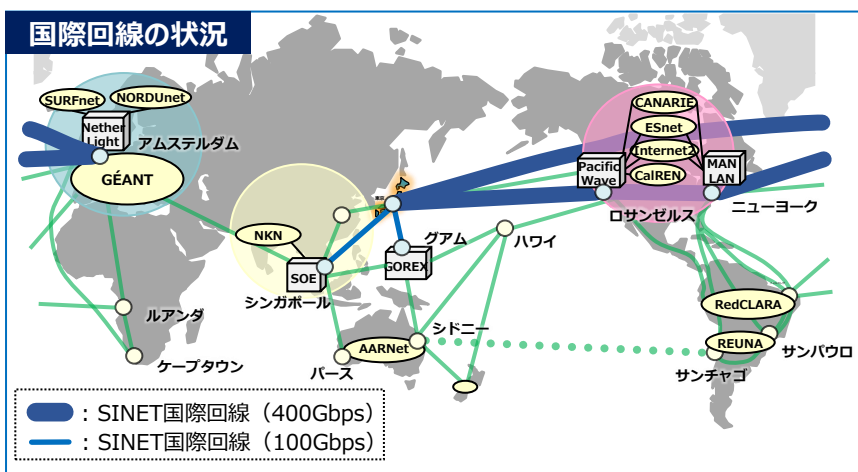 国際回線の状況
SURFnet
NORDUnet
Nether
Light
アムステルダム
GÉANT
NKN
SOE
シンガポール
グアム
GOREX
ハワイ
CANARIE
ESnet
Internet2
CalREN
Pacific
Wave
MAN
LAN
ロサンゼルス
ニューヨーク
ルアンダ
ケープタウン
パース
AARNet
シドニー
RedCLARA
REUNA
サンパウロ
サンチャゴ
：SINET国際回線（400Gbps）
：SINET国際回線（100Gbps）